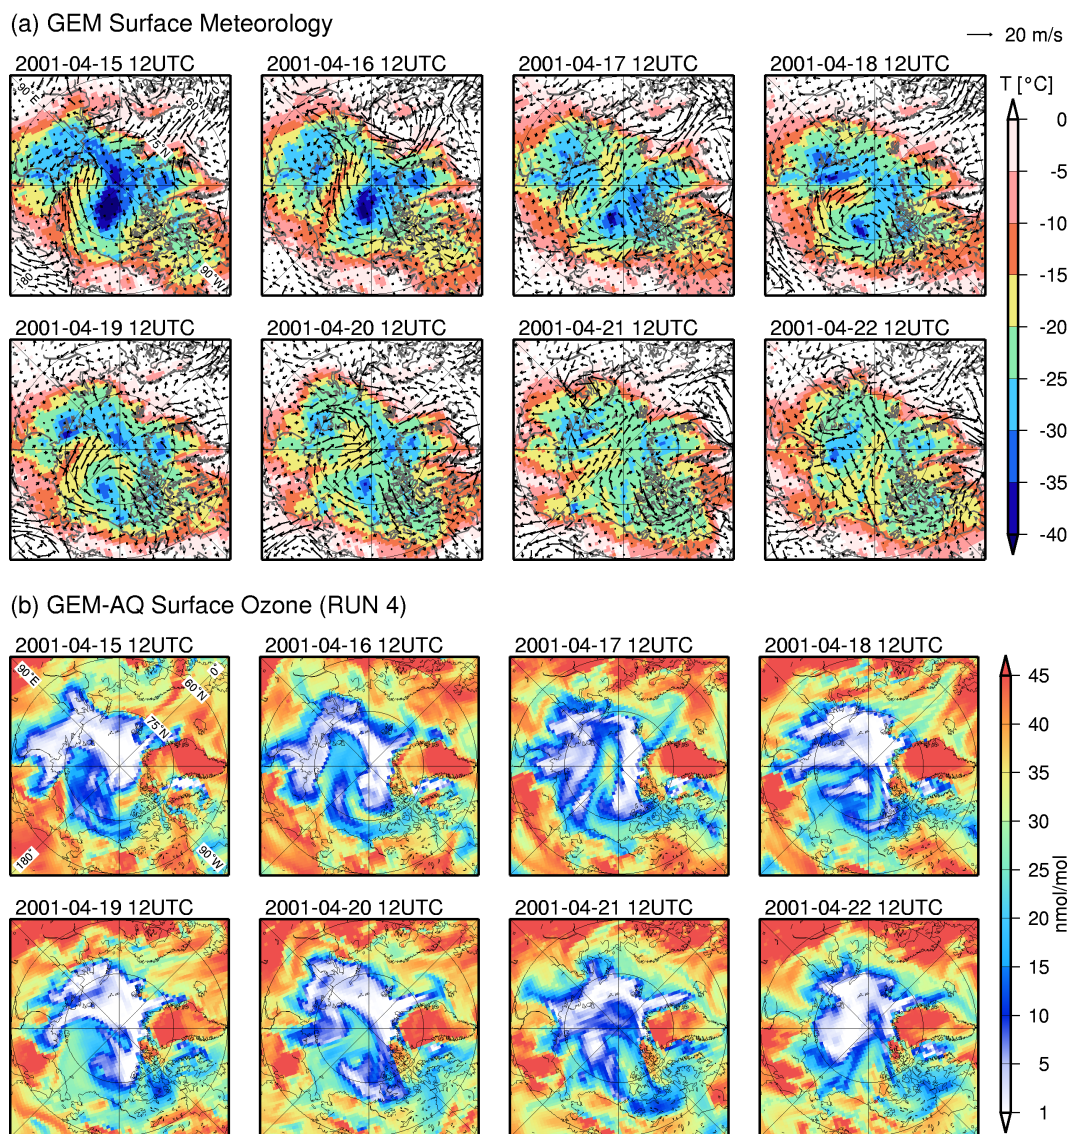 (a) GEM Surface Meteorology
20 m/s
2001-04-15 12UTC
2001-04-16 12UTC
2001-04-17 12UTC
2001-04-18 12UTC
T [°C]
90˚E
60˚
0˚
75˚N
180˚
90˚W
0
-5
-10
-15
-20
-25
-30
-35
-40
2001-04-19 12UTC
2001-04-20 12UTC
2001-04-21 12UTC
2001-04-22 12UTC
(b) GEM-AQ Surface Ozone (RUN 4)
2001-04-15 12UTC
2001-04-16 12UTC
2001-04-17 12UTC
2001-04-18 12UTC
90˚E
60˚N
0˚
75˚N
180˚
90˚W
45
40
35
30
25
20
15
10
5
1
nmol/mol
2001-04-19 12UTC
2001-04-20 12UTC
2001-04-21 12UTC
2001-04-22 12UTC